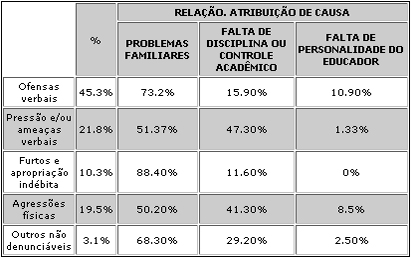 RELAÇÃO. ATRIBUIÇÃO DE CAUSA
%
PROBLEMAS
FAMILIARES
FALTA DE
DISCIPLINA OU
CONTROLE
ACADÊMICO
FALTA DE
PERSONALIDADE DO
EDUCADOR
Ofensas
verbais
45.3% 73.2% 15.90% 10.90%
Pressão e/ou
ameaças
verbais
21.8% 51.37% 47.30% 1.33%
Furtos e
apropriação
indébita
10.3% 88.40% 11.60% 0%
Agressões
físicas
19.5% 50.20% 41.30% 8.5%
Outros não
denunciáveis
3.1% 68.30% 29.20% 2.50%